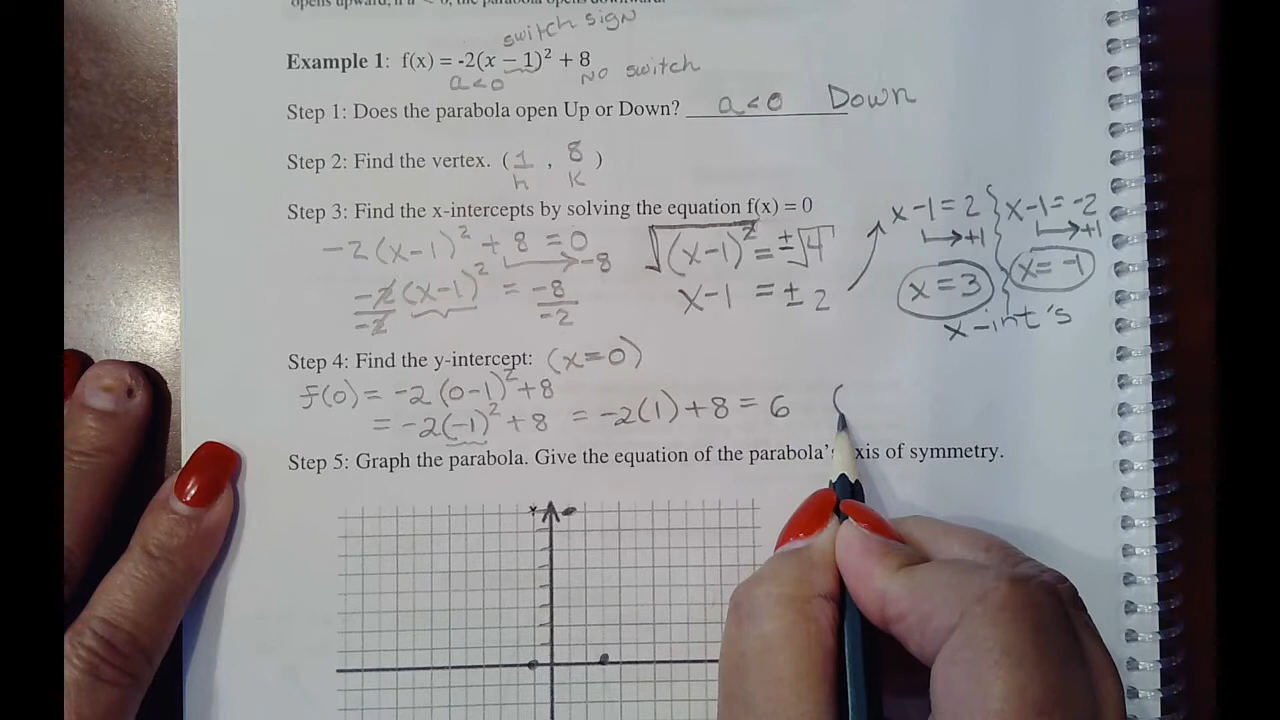 opens upward; if a < 0, the parabola opens downward.
switch sign
Example 1: f(x) = -2(x − 1)² + 8
a<0
NO switch
Step 1: Does the parabola open Up or Down? a<0 Down
Step 2: Find the vertex. (1, 8)
h K
Step 3: Find the x-intercepts by solving the equation f(x) = 0
-2(x-1)² + 8 = 0
-8
-2(x-1)² = -8
-2 -2
√(x-1)² = ±√4
x-1 = ±2
x-1=2 x-1=-2
+1 +1
x=3 x=-1
x-int's
Step 4: Find the y-intercept: (x=0)
f(0) = -2(0-1)²+8
= -2(-1)²+8 = -2(1)+8 = 6 (
Step 5: Graph the parabola. Give the equation of the parabola's axis of symmetry.